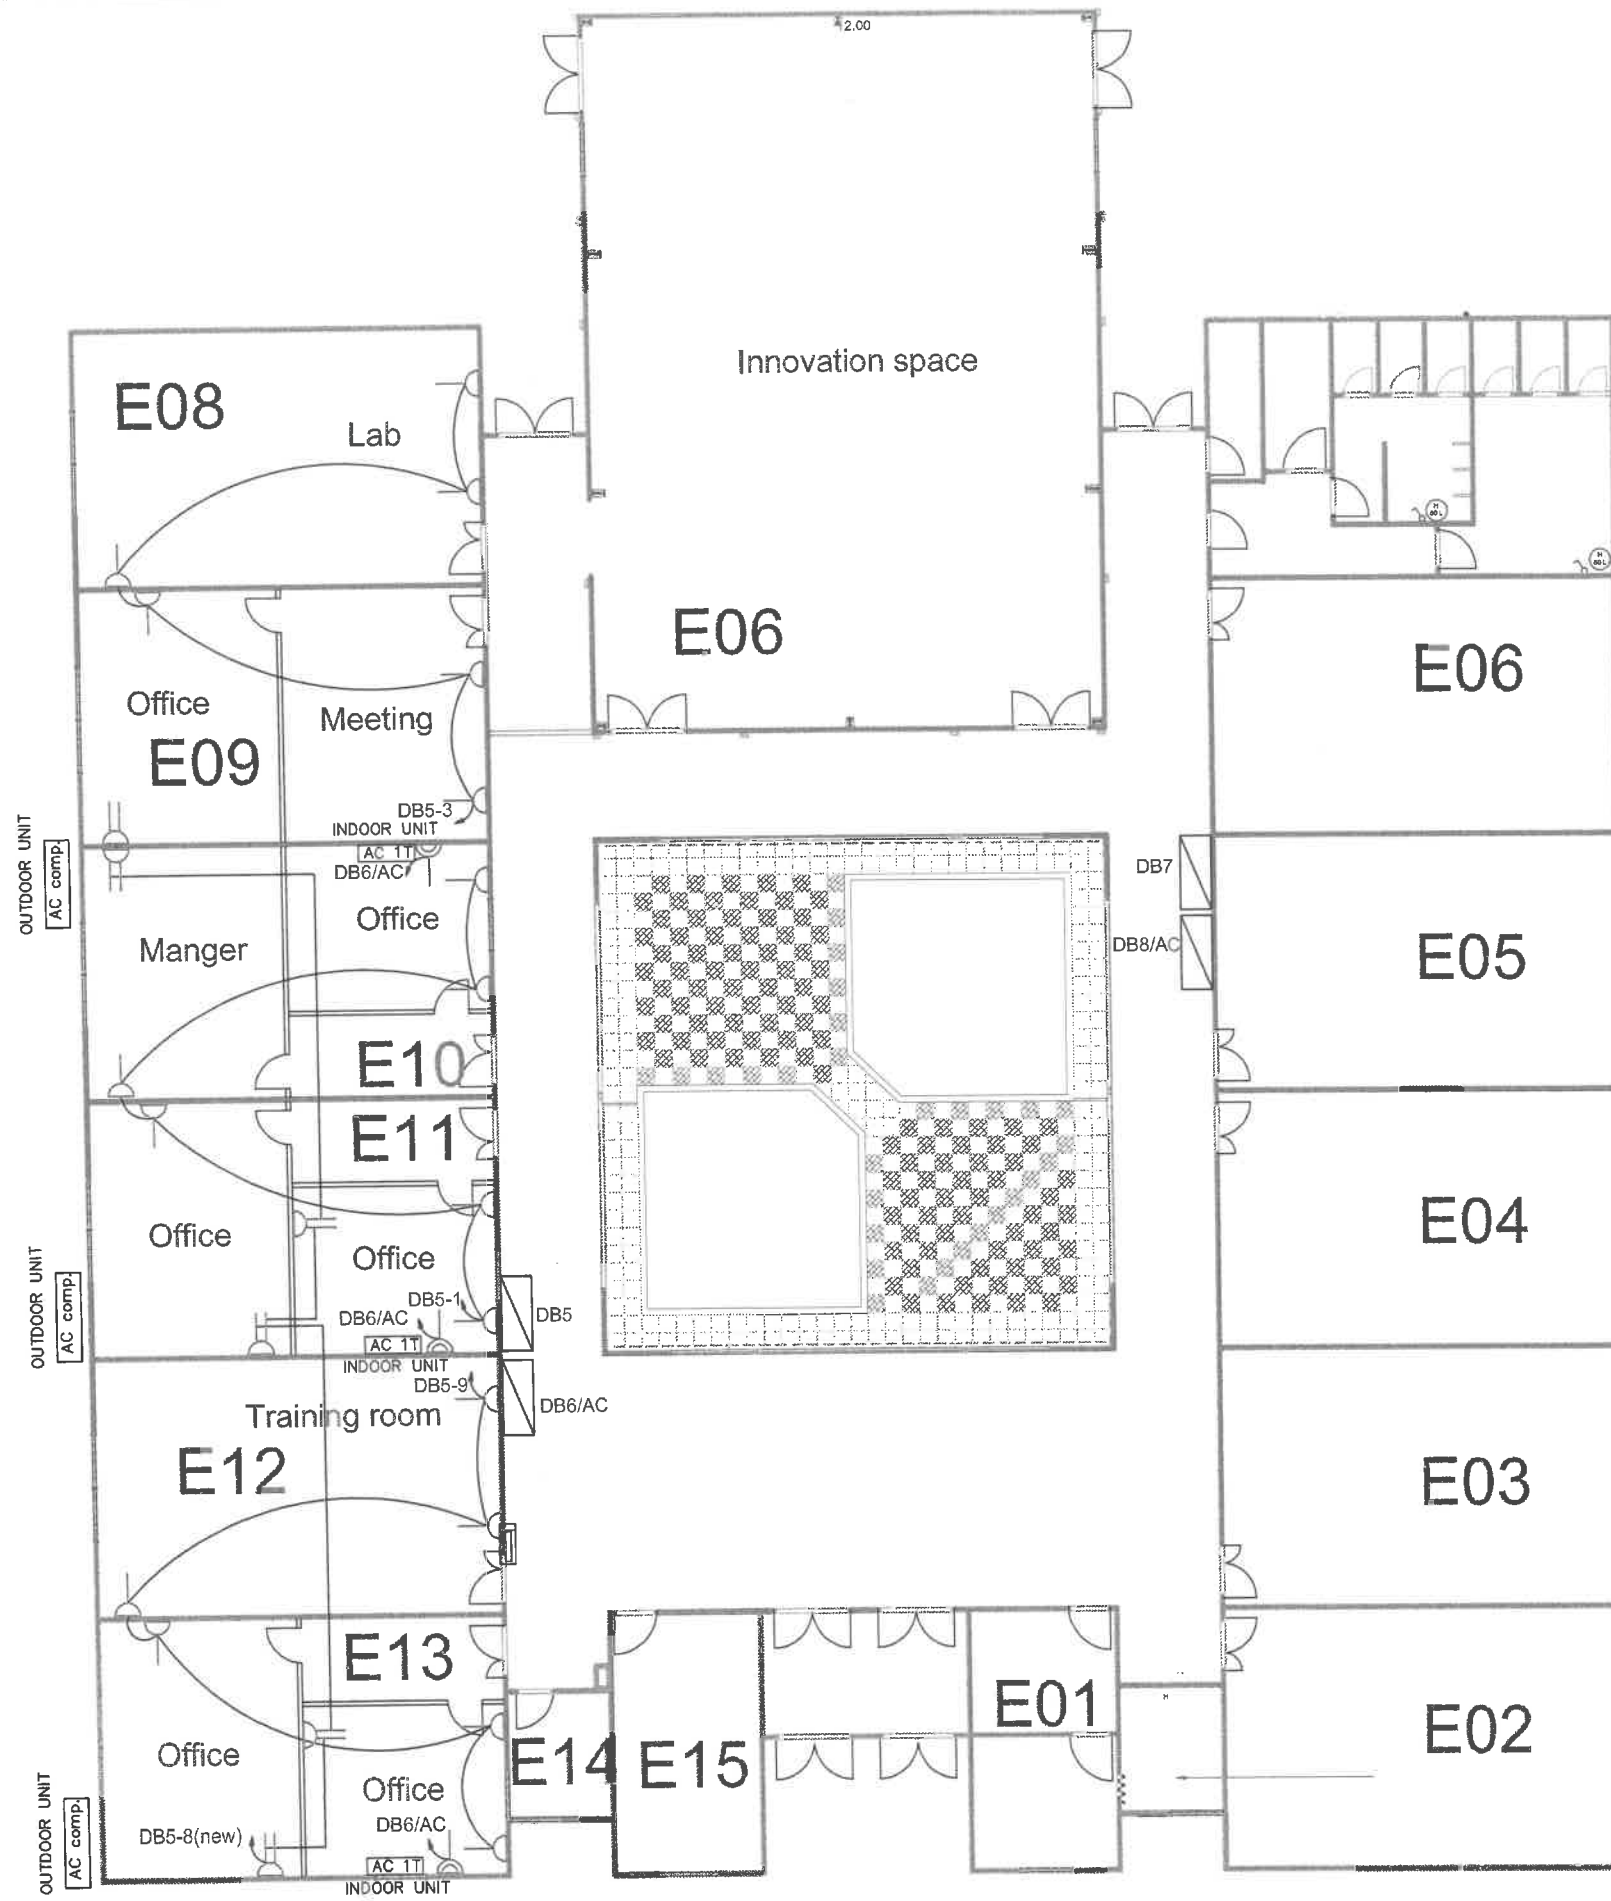 2.00
Innovation space
E08
Lab
H
80 L
H
80 L
E06
E06
Office
Meeting
E09
DB5-3
INDOOR UNIT
AC 1T
DB6/AC
OUTDOOR UNIT
AC comp.
DB7
Office
Manger
DB8/AC
E05
E10
E11
E04
Office
Office
DB5-1
DB6/AC
DB5
OUTDOOR UNIT
AC comp.
AC 1T
INDOOR UNIT
DB5-9
DB6/AC
Training room
E12
E03
E13
E01
E02
Office
E14
E15
Office
OUTDOOR UNIT
AC comp.
DB6/AC
DB5-8(new)
AC 1T
INDOOR UNIT